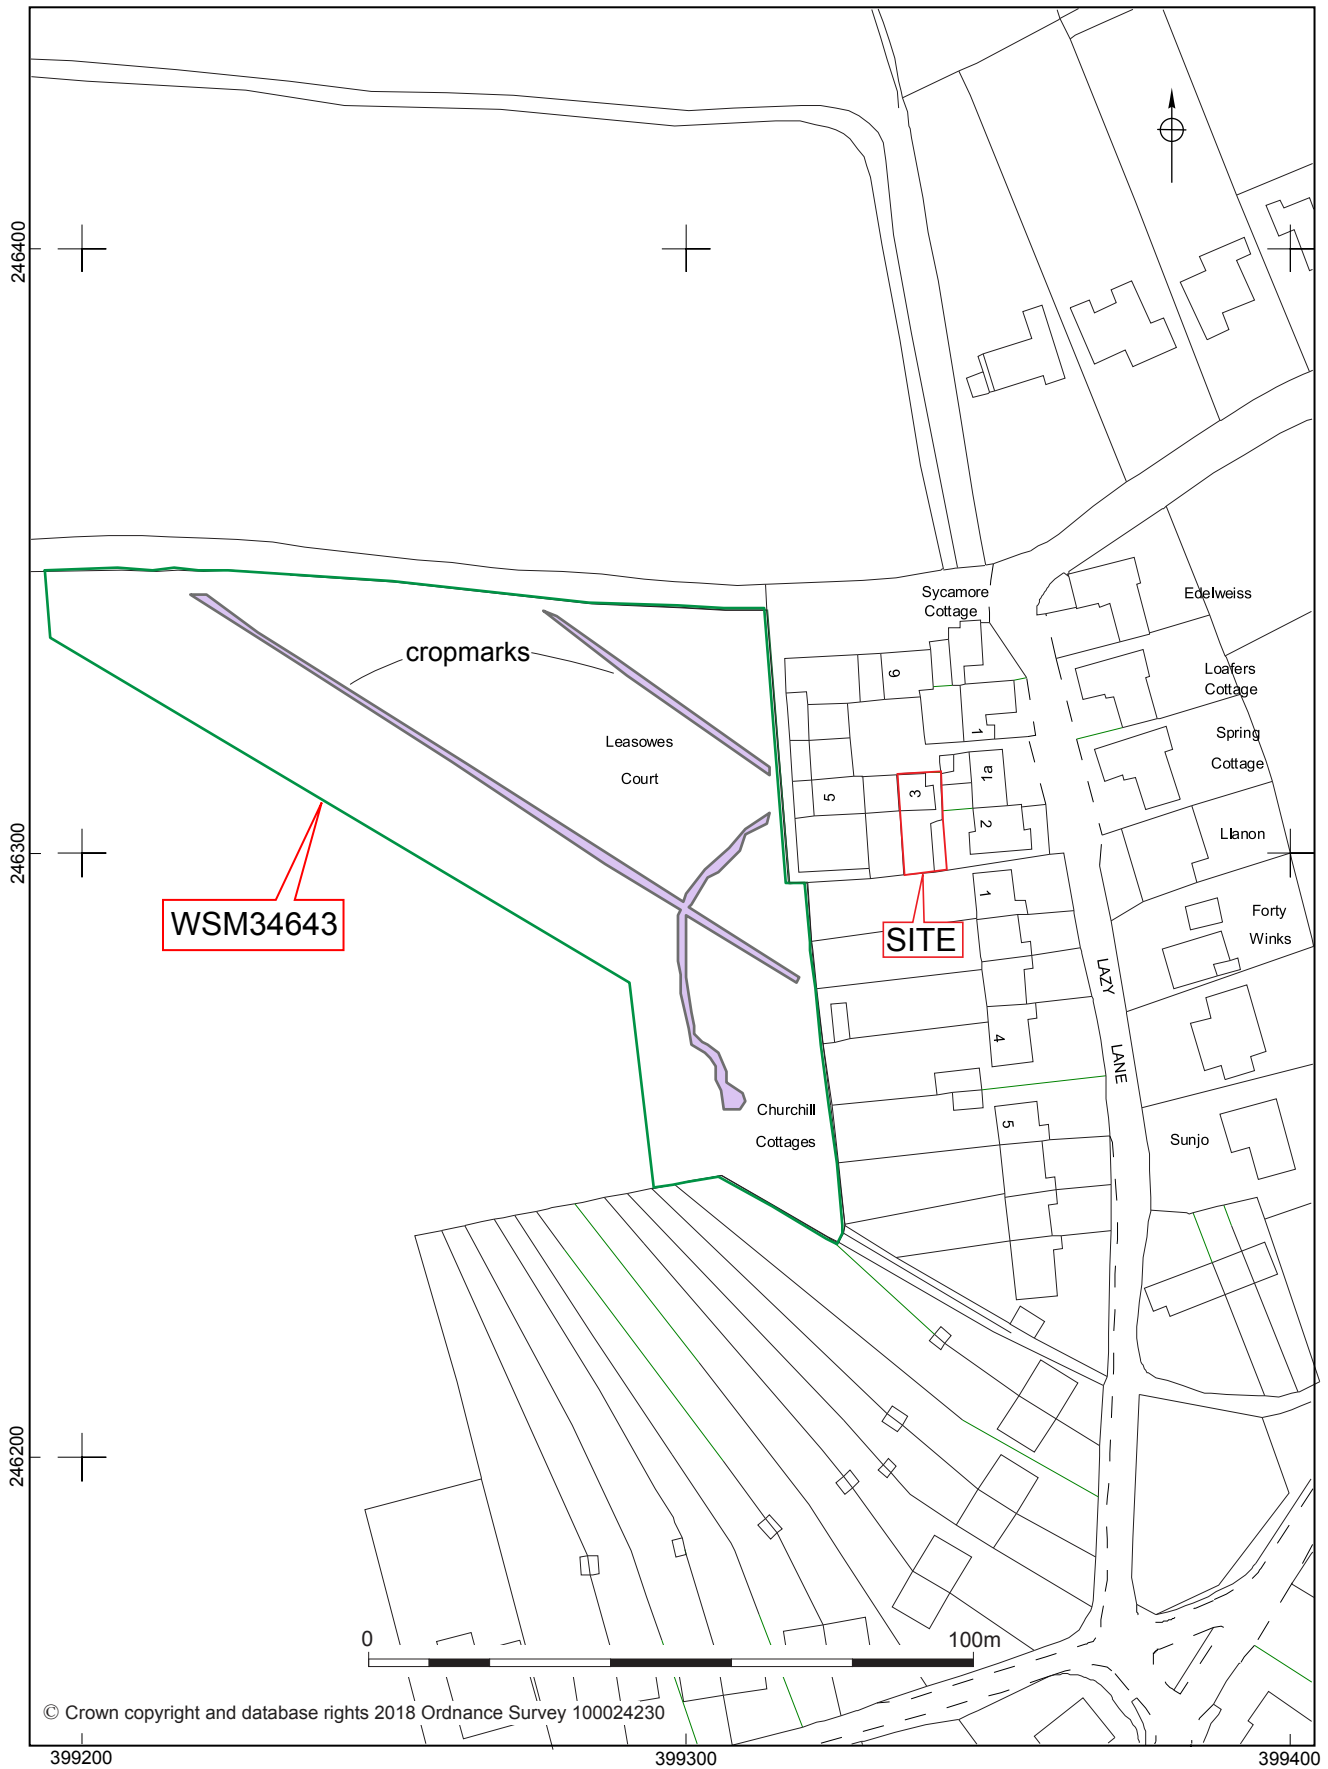 246400
246300
246200
Sycamore
Cottage
Edelweiss
cropmarks
6
Loafers
Cottage
1
Spring
Cottage
Leasowes
Court
1a
3
5
2
Llanon
WSM34643
1
SITE
Forty
Winks
LAZY
LANE
4
Churchill
Cottages
5
Sunjo
0
100m
© Crown copyright and database rights 2018 Ordnance Survey 100024230
399200
399300
399400